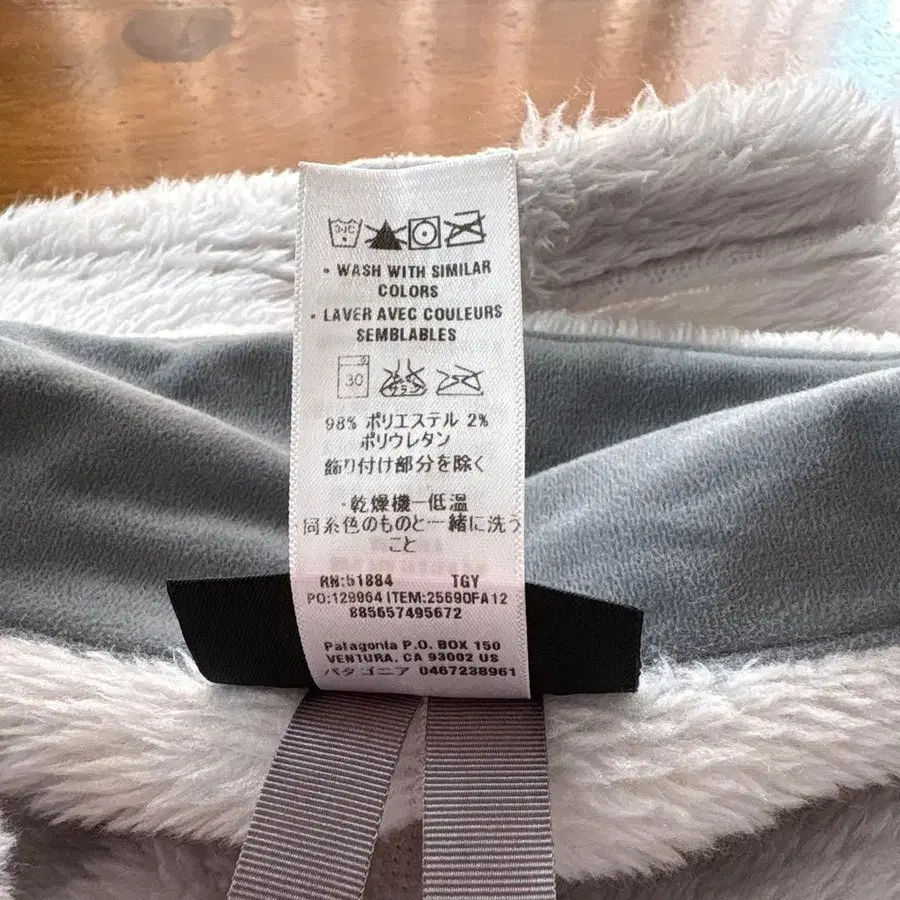 30°C
• WASH WITH SIMILAR
COLORS
• LAVER AVEC COULEURS
SEMBLABLES
30
98% ポリエステル 2%
ポリウレタン
飾り付け部分を除く
・乾燥機一低温
同系色のものと一緒に洗う
こと
RN:51884 TGY
PO:129964 ITEM:25690FA12
885657495672
Patagonia P.O. BOX 150
VENTURA, CA 93002 US
パタゴニア 0467238961